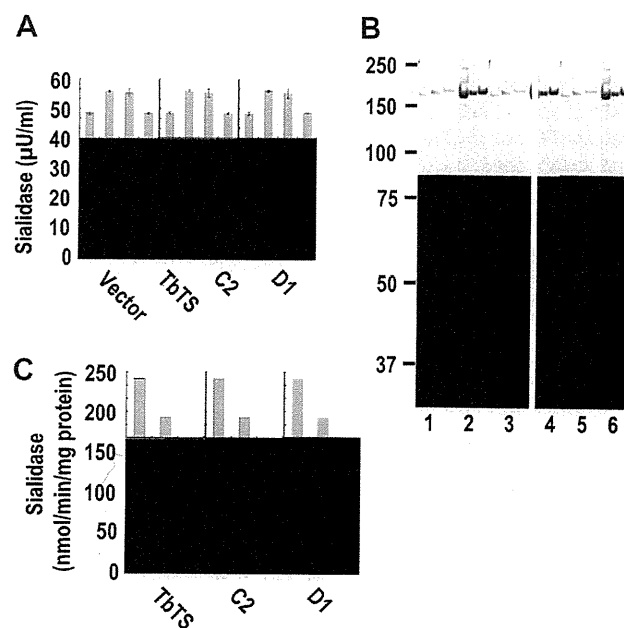 A
Sialidase (µU/ml)
60
50
40
30
20
10
0
Vector
TbTS
C2
D1
B
250
150
100
75
50
37
1 2 3 4 5 6
C
Sialidase
(nmol/min/mg protein)
250
200
150
100
50
0
TbTS
C2
D1